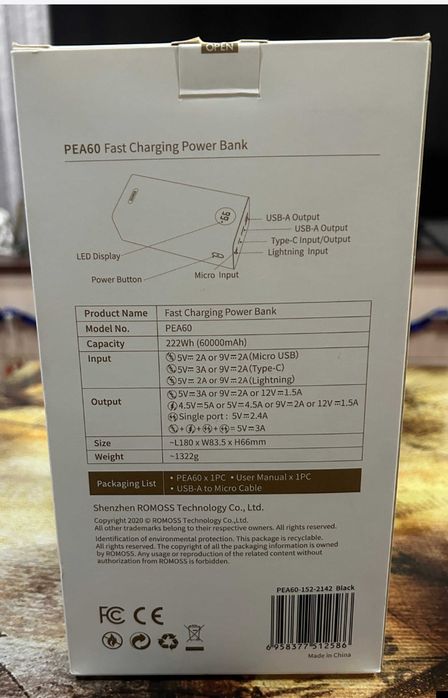 OPEN
PEA60 Fast Charging Power Bank
99
USB-A Output
USB-A Output
Type-C Input/Output
Lightning Input
LED Display
Power Button
Micro Input
Product Name Fast Charging Power Bank
Model No. PEA60
Capacity 222Wh (60000mAh)
Input 5V⎓2A or 9V⎓2A(Micro USB)
5V⎓3A or 9V⎓2A(Type-C)
5V⎓2A or 9V⎓2A(Lightning)
Output 5V⎓3A or 9V⎓2A or 12V⎓1.5A
4.5V⎓5A or 5V⎓4.5A or 9V⎓2A or 12V⎓1.5A
Single port : 5V⎓2.4A
+ + + = 5V⎓3A
Size ~L180 x W83.5 x H66mm
Weight ~1322g
Packaging List • PEA60 x 1PC • User Manual x 1PC
• USB-A to Micro Cable
Shenzhen ROMOSS Technology Co., Ltd.
Copyright 2020 © ROMOSS Technology Co.,Ltd.
All other trademarks belong to their respective owners. All rights reserved.
Identification of environmental protection. This package is recyclable.
All rights reserved. The copyright of all the packaging information is owned
by ROMOSS. Any usage or reproduction of the related content without
authorization from ROMOSS is forbidden.
PEA60-152-2142 Black
FC CE
6 958377 512586
Made in China